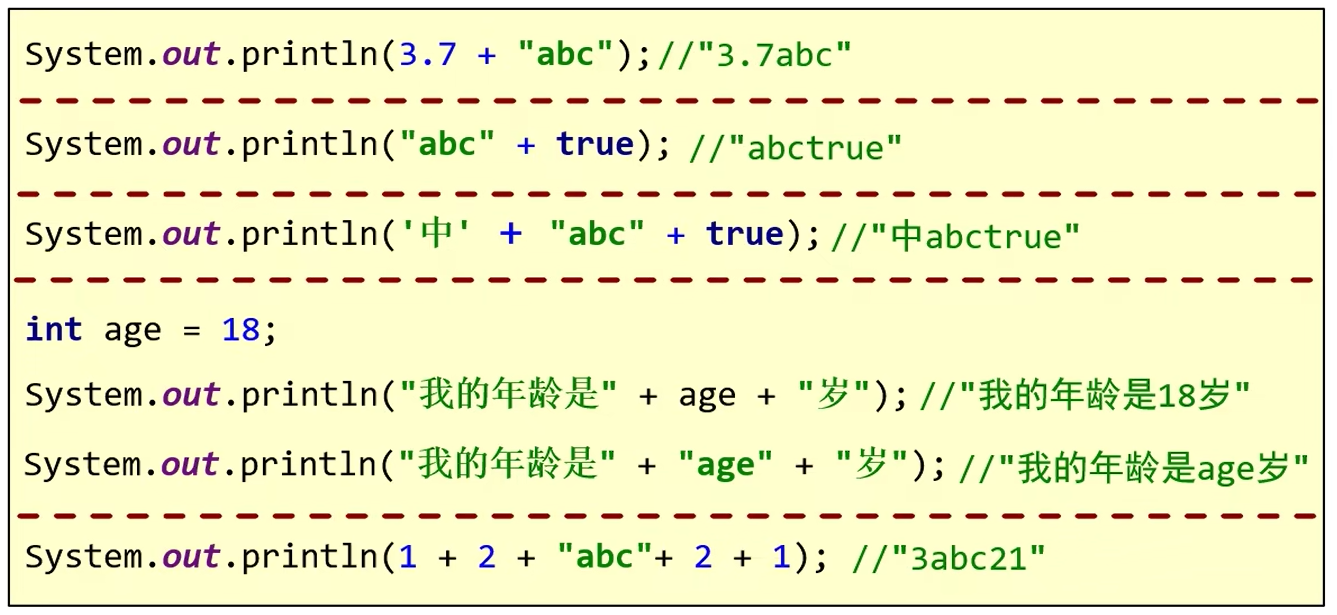 System.out.println(3.7 + "abc");//"3.7abc"
System.out.println("abc" + true); //"abctrue"
System.out.println('中' + "abc" + true);//"中abctrue"
int age = 18;
System.out.println("我的年龄是" + age + "岁");//"我的年龄是18岁"
System.out.println("我的年龄是" + "age" + "岁");//"我的年龄是age岁"
System.out.println(1 + 2 + "abc"+ 2 + 1); //"3abc21"